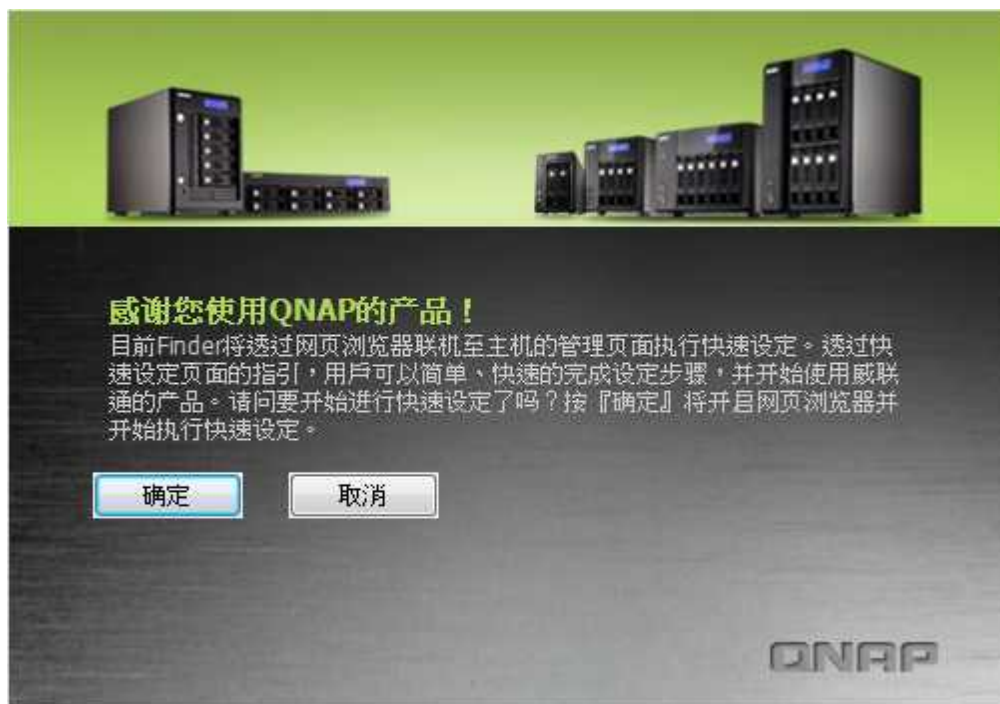 感谢您使用QNAP的产品！
目前Finder将透过网页浏览器联机至主机的管理页面执行快速设定。透过快
速设定页面的指引，用户可以简单、快速的完成设定步骤，并开始使用威联
通的产品。请问要开始进行快速设定了吗？按『确定』将开启网页浏览器并
开始执行快速设定。
确定
取消
QNAP